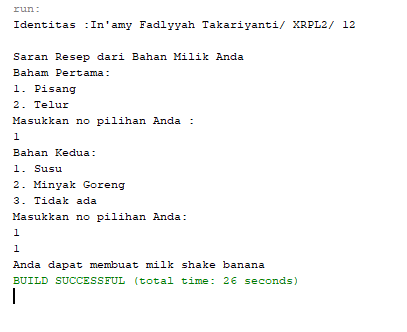 run:
Identitas :In'amy Fadlyyah Takariyanti/ XRPL2/ 12
Saran Resep dari Bahan Milik Anda
Baham Pertama:
1. Pisang
2. Telur
Masukkan no pilihan Anda :
1
Bahan Kedua:
1. Susu
2. Minyak Goreng
3. Tidak ada
Masukkan no pilihan Anda:
1
1
Anda dapat membuat milk shake banana
BUILD SUCCESSFUL (total time: 26 seconds)